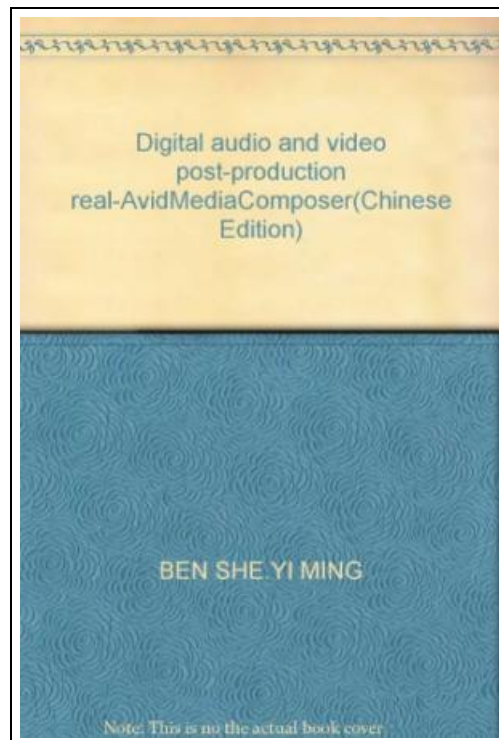 Digital audio and video
post-production
real-AvidMediaComposer(Chinese
Edition)
BEN SHE.YI MING
Note: This is no the actual book cover